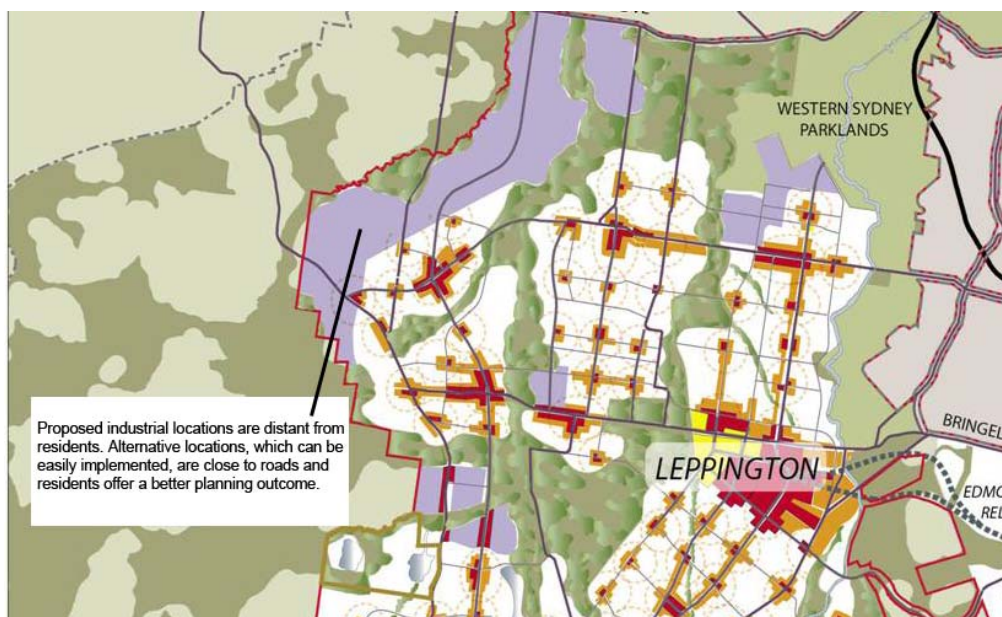 WESTERN SYDNEY
PARKLANDS
Proposed industrial locations are distant from
residents. Alternative locations, which can be
easily implemented, are close to roads and
residents offer a better planning outcome.
BRINGEL
LEPPINGTON
EDMO
REL